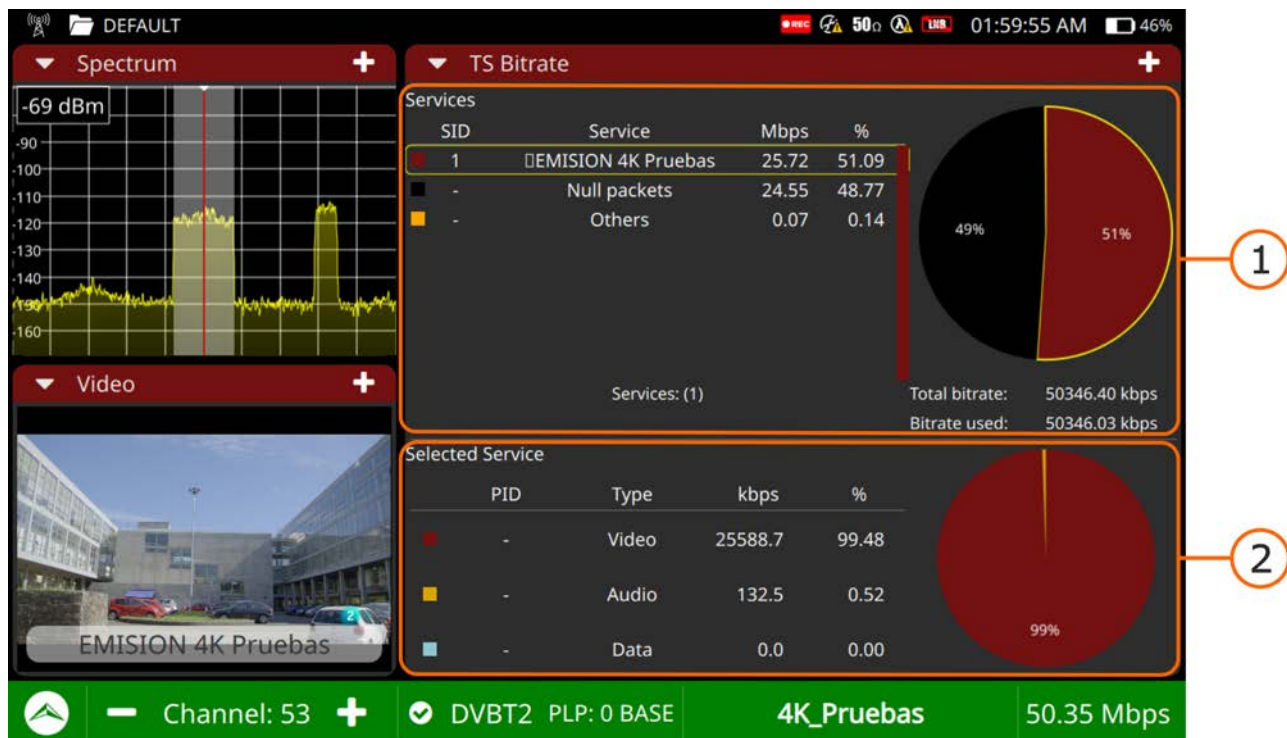 DEFAULT
REC 50Ω LNB 01:59:55 AM 46%
Spectrum
-69 dBm
-90
-100
-110
-120
-130
-140
-150
-160
TS Bitrate
Services
SID Service Mbps %
1 ▯EMISION 4K Pruebas 25.72 51.09
- Null packets 24.55 48.77
- Others 0.07 0.14
49% 51%
Services: (1)
Total bitrate: 50346.40 kbps
Bitrate used: 50346.03 kbps
1
Video
2
EMISION 4K Pruebas
Selected Service
PID Type kbps %
- Video 25588.7 99.48
- Audio 132.5 0.52
- Data 0.0 0.00
99%
2
Channel: 53
DVBT2 PLP: 0 BASE
4K_Pruebas
50.35 Mbps